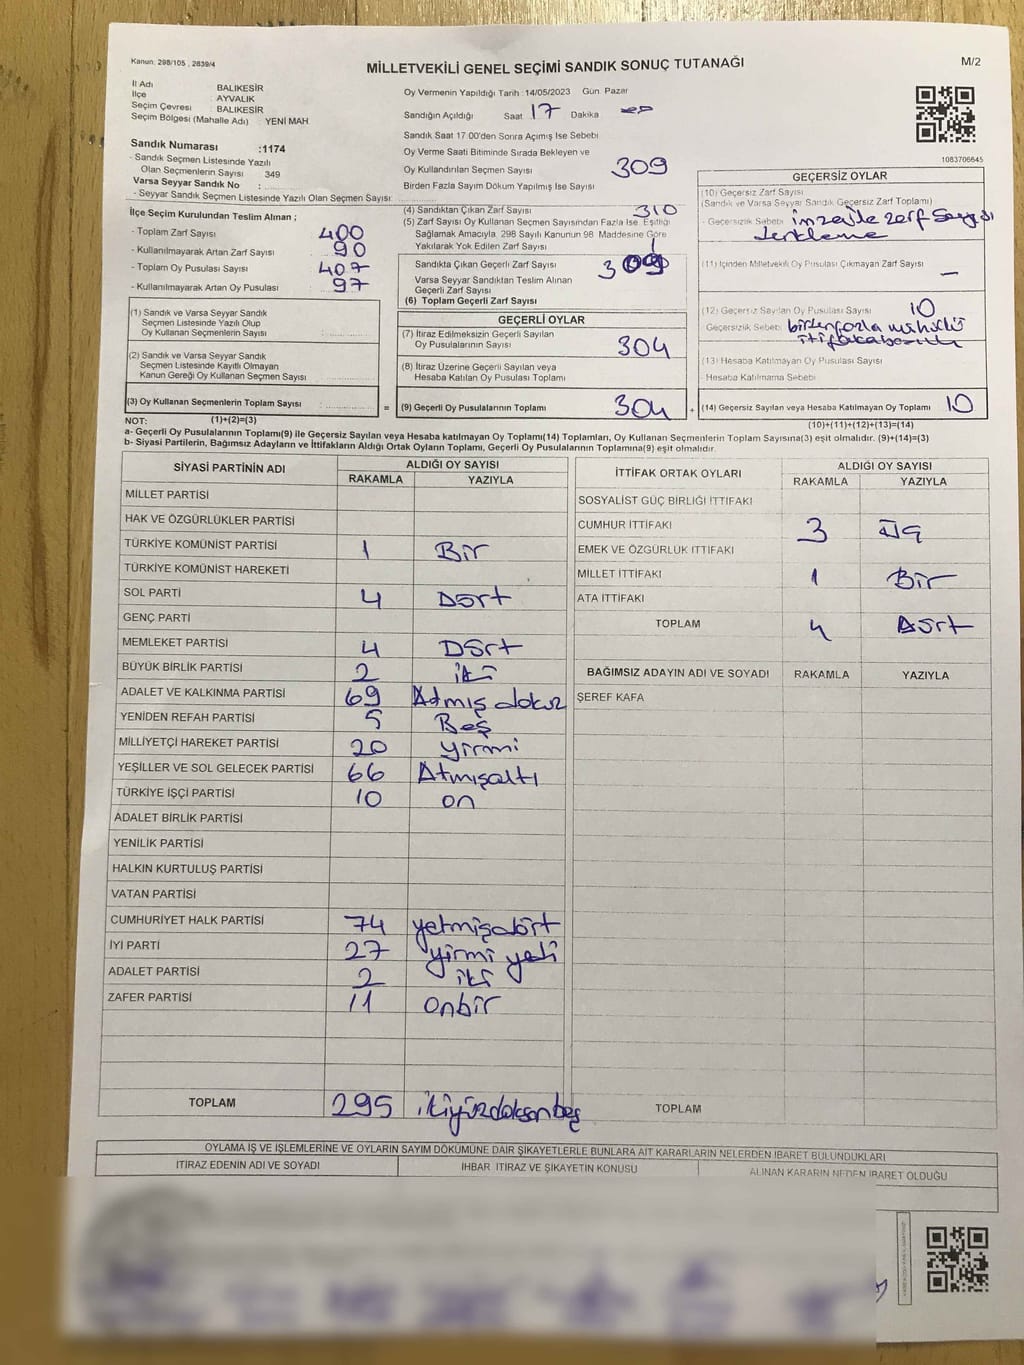 Kanun: 298/105 , 2839/4
MİLLETVEKİLİ GENEL SEÇİMİ SANDIK SONUÇ TUTANAĞI
M/2
İl Adı BALIKESİR
İlçe AYVALIK
Seçim Çevresi : BALIKESİR
Seçim Bölgesi (Mahalle Adı) YENİ MAH
Sandık Numarası :1174
- Sandık Seçmen Listesinde Yazılı
Olan Seçmenlerin Sayısı 349
Varsa Seyyar Sandık No :
- Seyyar Sandık Seçmen Listesinde Yazılı Olan Seçmen Sayısı:
Oy Vermenin Yapıldığı Tarih :14/05/2023 Gün: Pazar
Sandığın Açıldığı Saat 17 Dakika
Sandık Saat 17:00'den Sonra Açımış İse Sebebi
Oy Verme Saati Bitiminde Sırada Bekleyen ve
Oy Kullandırılan Seçmen Sayısı 309
Birden Fazla Sayım Dökum Yapılmış İse Sayısı
1083706645
İlçe Seçim Kurulundan Teslim Alınan ;
- Toplam Zarf Sayısı 400
- Kullanılmayarak Artan Zarf Sayısı 90
- Toplam Oy Pusulası Sayısı 407
- Kullanılmayarak Artan Oy Pusulası 97
(4) Sandıktan Çıkan Zarf Sayısı 310
(5) Zarf Sayısı Oy Kullanan Seçmen Sayısından Fazla İse, Eşitliği
Sağlamak Amacıyla, 298 Sayılı Kanunun 98. Maddesine Göre
Yakılarak Yok Edilen Zarf Sayısı 1
Sandıkta Çıkan Geçerli Zarf Sayısı 309
Varsa Seyyar Sandıktan Teslim Alınan
Geçerli Zarf Sayısı
(6) Toplam Geçerli Zarf Sayısı
GEÇERSİZ OYLAR
(10) Geçersiz Zarf Sayısı
(Sandık ve Varsa Seyyar Sandık Geçersiz Zarf Toplamı)
- Geçersizlik Sebebi imza ile zarf sayısı
(11) İçinden Milletvekili Oy Pusulası Çıkmayan Zarf Sayısı —
(12) Geçersiz Sayılan Oy Pusulası Sayısı 10
Geçersizlik Sebebi birden fazla mühürlü
(13) Hesaba Katılmayan Oy Pusulası Sayısı
Hesaba Katılmama Sebebi
(14) Geçersiz Sayılan veya Hesaba Katılmayan Oy Toplamı 10
(10)+(11)+(12)+(13)=(14)
(1) Sandık ve Varsa Seyyar Sandık
Seçmen Listesinde Yazılı Olup
Oy Kullanan Seçmenlerin Sayısı :
(2) Sandık ve Varsa Seyyar Sandık
Seçmen Listesinde Kayıtlı Olmayan
Kanun Gereği Oy Kullanan Seçmen Sayısı
(3) Oy Kullanan Seçmenlerin Toplam Sayısı :
=
(1)+(2)=(3)
GEÇERLİ OYLAR
(7) İtiraz Edilmeksizin Geçerli Sayılan
Oy Pusulalarının Sayısı 304
(8) İtiraz Üzerine Geçerli Sayılan veya
Hesaba Katılan Oy Pusulası Toplamı
(9) Geçerli Oy Pusulalarının Toplamı 304
+
NOT:
a- Geçerli Oy Pusulalarının Toplamı(9) ile Geçersiz Sayılan veya Hesaba katılmayan Oy Toplamı(14) Toplamları, Oy Kullanan Seçmenlerin Toplam Sayısına(3) eşit olmalıdır. (9)+(14)=(3)
b- Siyasi Partilerin, Bağımsız Adayların ve İttifakların Aldığı Ortak Oyların Toplamı, Geçerli Oy Pusulalarının Toplamına(9) eşit olmalıdır.
SİYASİ PARTİNİN ADI ALDIĞI OY SAYISI
RAKAMLA YAZIYLA
MİLLET PARTİSİ
HAK VE ÖZGÜRLÜKLER PARTİSİ
TÜRKİYE KOMÜNİST PARTİSİ 1 Bir
TÜRKİYE KOMÜNİST HAREKETİ
SOL PARTİ 4 Dört
GENÇ PARTİ
MEMLEKET PARTİSİ 4 Dört
BÜYÜK BİRLİK PARTİSİ 2 iki
ADALET VE KALKINMA PARTİSİ 69 Atmış dokuz
YENİDEN REFAH PARTİSİ 5 Beş
MİLLİYETÇİ HAREKET PARTİSİ 20 yirmi
YEŞİLLER VE SOL GELECEK PARTİSİ 66 Atmışaltı
TÜRKİYE İŞÇİ PARTİSİ 10 on
ADALET BİRLİK PARTİSİ
YENİLİK PARTİSİ
HALKIN KURTULUŞ PARTİSİ
VATAN PARTİSİ
CUMHURİYET HALK PARTİSİ 74 yetmişdört
İYİ PARTİ 27 yirmi yedi
ADALET PARTİSİ 2 iki
ZAFER PARTİSİ 11 onbir
TOPLAM 295 ikiyüzdoksanbeş
İTTİFAK ORTAK OYLARI ALDIĞI OY SAYISI
RAKAMLA YAZIYLA
SOSYALİST GÜÇ BİRLİĞİ İTTİFAKI
CUMHUR İTTİFAKI 3 üç
EMEK VE ÖZGÜRLÜK İTTİFAKI
MİLLET İTTİFAKI 1 Bir
ATA İTTİFAKI
TOPLAM 4 Dört
BAĞIMSIZ ADAYIN ADI VE SOYADI RAKAMLA YAZIYLA
ŞEREF KAFA
TOPLAM
OYLAMA İŞ VE İŞLEMLERİNE VE OYLARIN SAYIM DÖKÜMÜNE DAİR ŞİKAYETLERLE BUNLARA AİT KARARLARIN NELERDEN İBARET BULUNDUKLARI
İTİRAZ EDENİN ADI VE SOYADI İHBAR İTİRAZ VE ŞİKAYETİN KONUSU ALINAN KARARIN NEDEN İBARET OLDUĞU